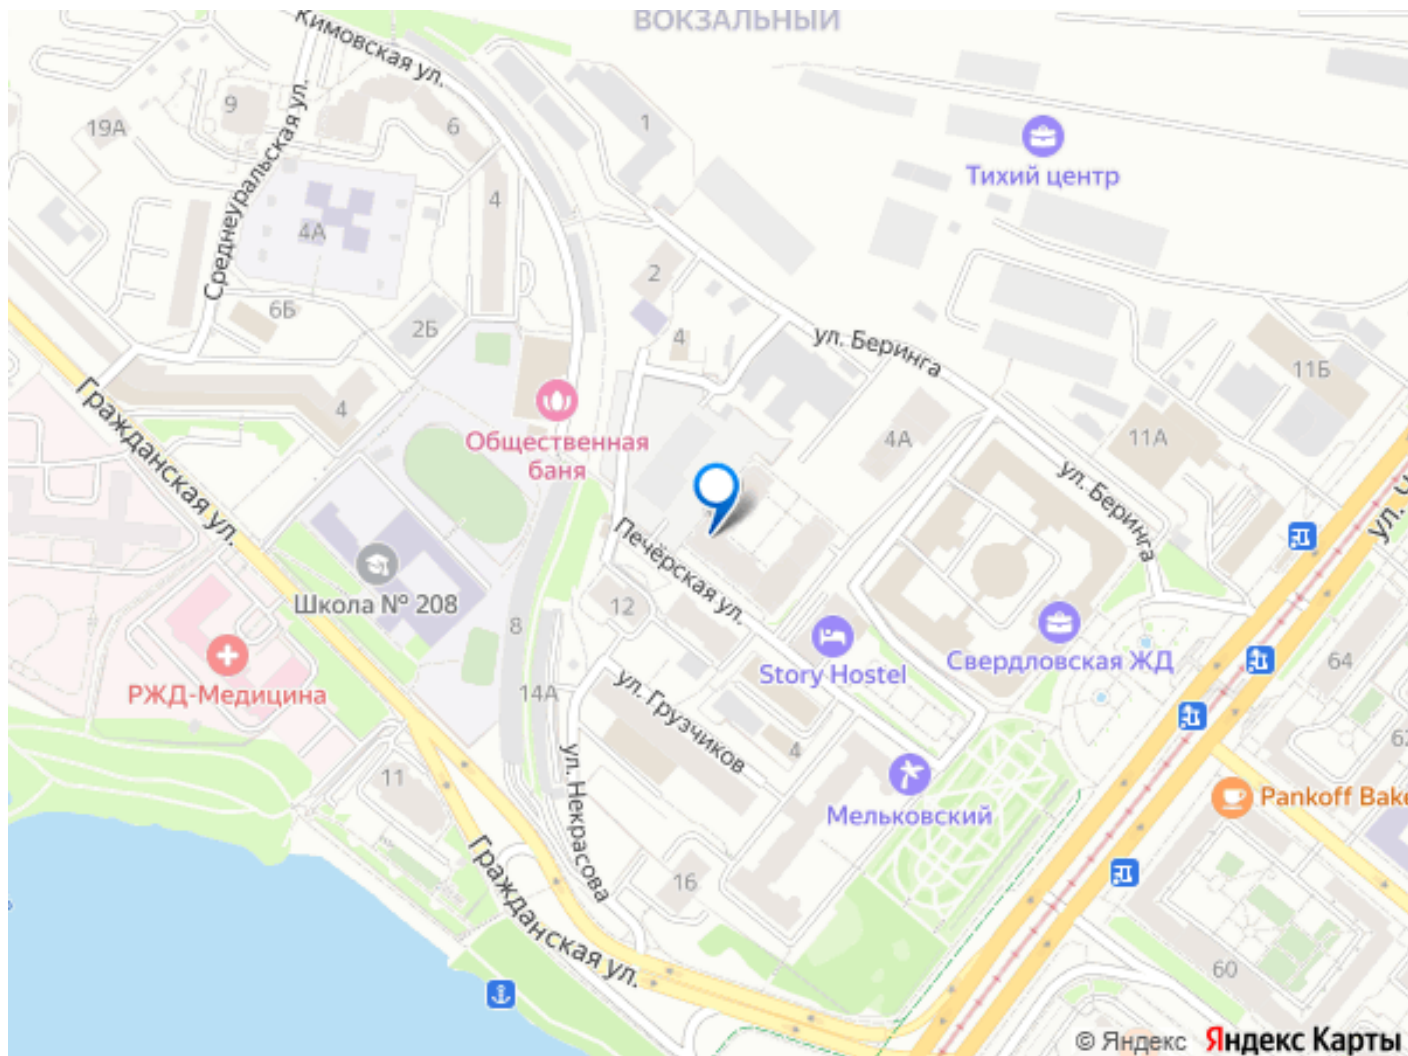 ВОКЗАЛЬНЫЙ
Кимовская ул.
9
19А
6
1
Тихий центр
Среднеуральская ул.
4
4А
2
6Б
2Б
4
ул. Беринга
11Б
4
Гражданская ул.
Общественная
баня
4А
11А
ул. Беринга
Печёрская ул.
Школа № 208
12
8
РЖД-Медицина
14А
ул. Грузчиков
Story Hostel
Свердловская ЖД
64
4
11
ул. Некрасова
Мельковский
Pankoff Bake
16
Гражданская ул.
60
© Яндекс Яндекс Карты